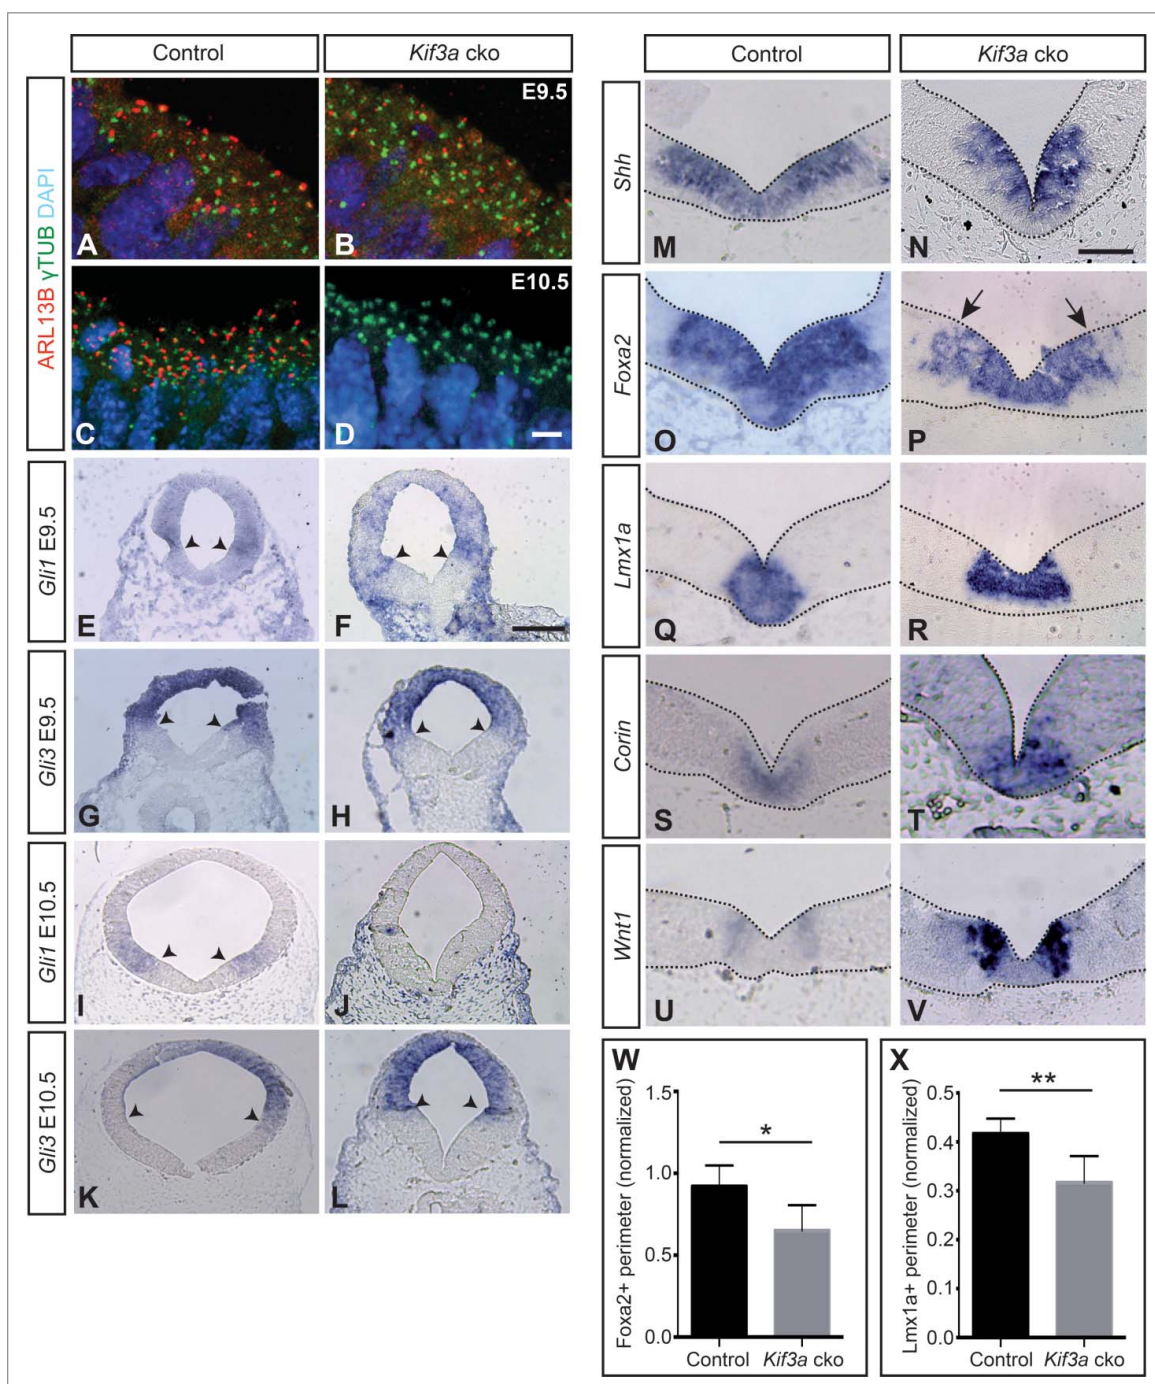 Control
Kif3a cko
Control
Kif3a cko
ARL13B γTUB DAPI
E9.5
A
B
E10.5
C
D
Gli1 E9.5
E
F
Gli3 E9.5
G
H
Gli1 E10.5
I
J
Gli3 E10.5
K
L
Shh
M
N
Foxa2
O
P
Lmx1a
Q
R
Corin
S
T
Wnt1
U
V
W
Foxa2+ perimeter (normalized)
1.5
1.0
0.5
0.0
*
Control
Kif3a cko
X
Lmx1a+ perimeter (normalized)
0.5
0.4
0.3
0.2
0.1
0.0
**
Control
Kif3a cko